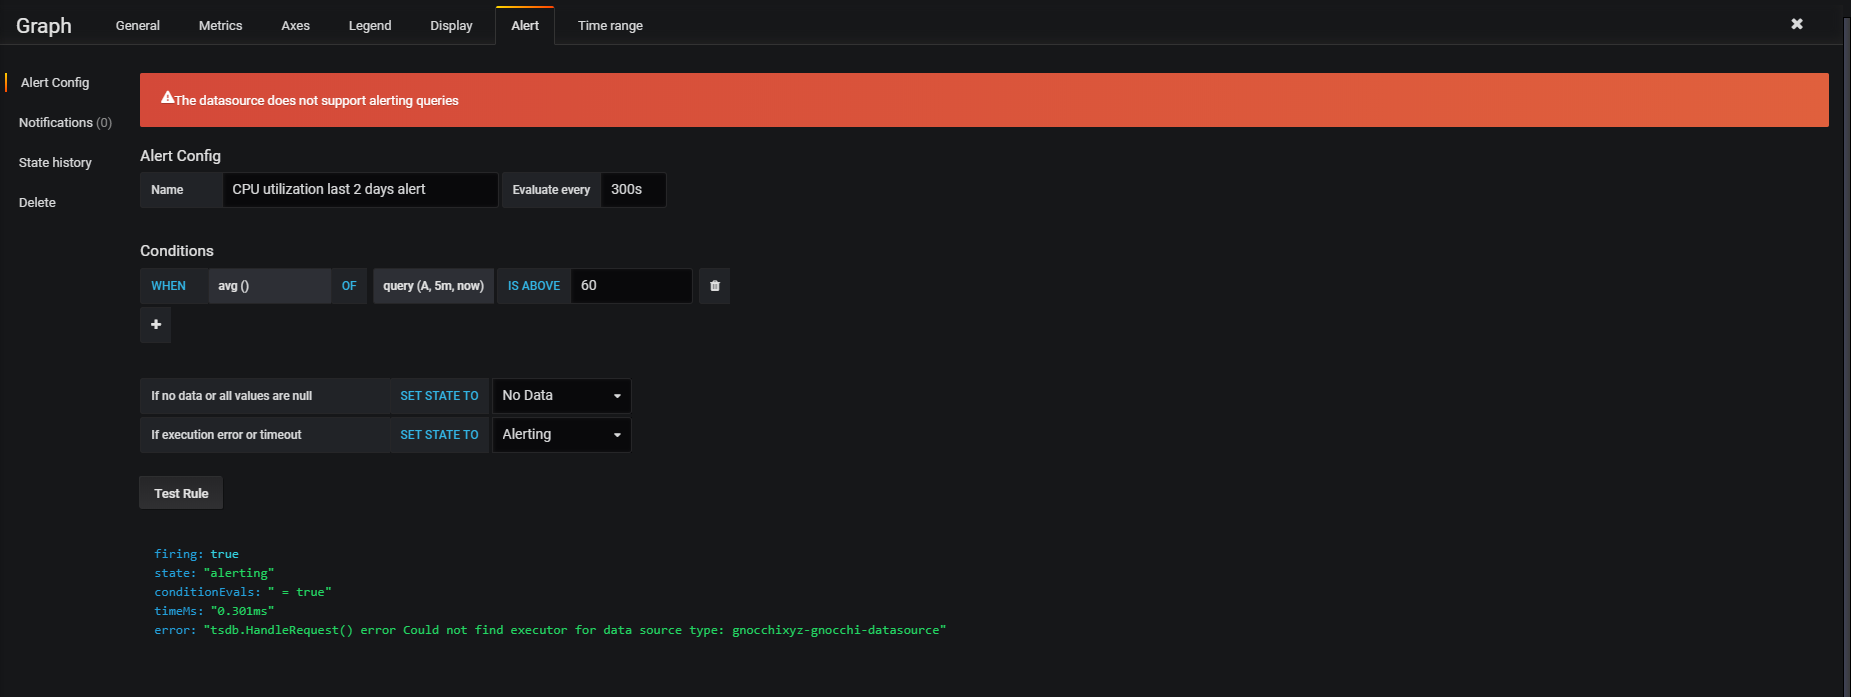 Graph General Metrics Axes Legend Display Alert Time range
Alert Config
Notifications (0)
State history
Delete
The datasource does not support alerting queries
Alert Config
Name CPU utilization last 2 days alert Evaluate every 300s
Conditions
WHEN avg () OF query (A, 5m, now) IS ABOVE 60
If no data or all values are null SET STATE TO No Data
If execution error or timeout SET STATE TO Alerting
Test Rule
firing: true
state: "alerting"
conditionEvals: " = true"
timeMs: "0.301ms"
error: "tsdb.HandleRequest() error Could not find executor for data source type: gnocchixyz-gnocchi-datasource"